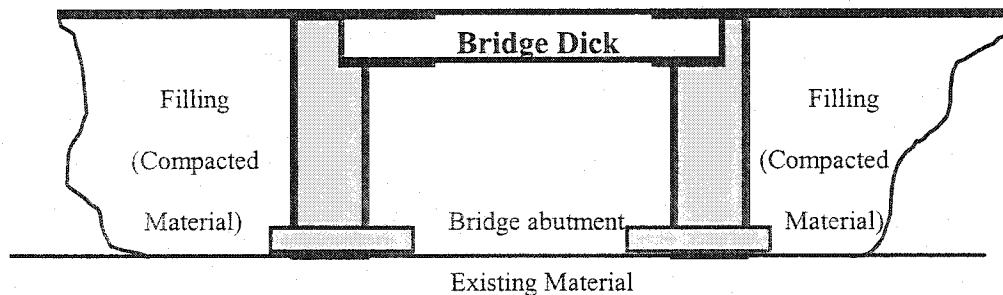 Bridge Dick
Filling
(Compacted
Material)
Filling
(Compacted
Material)
Bridge abutment
Existing Material